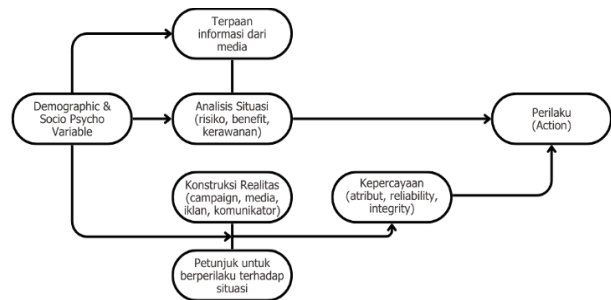 Terpaan
informasi dari
media
Demographic &
Socio Psycho
Variable
Analisis Situasi
(risiko, benefit,
kerawanan)
Perilaku
(Action)
Konstruksi Realitas
(campaign, media,
iklan, komunikator)
Kepercayaan
(atribut, reliability,
integrity)
Petunjuk untuk
berperilaku terhadap
situasi